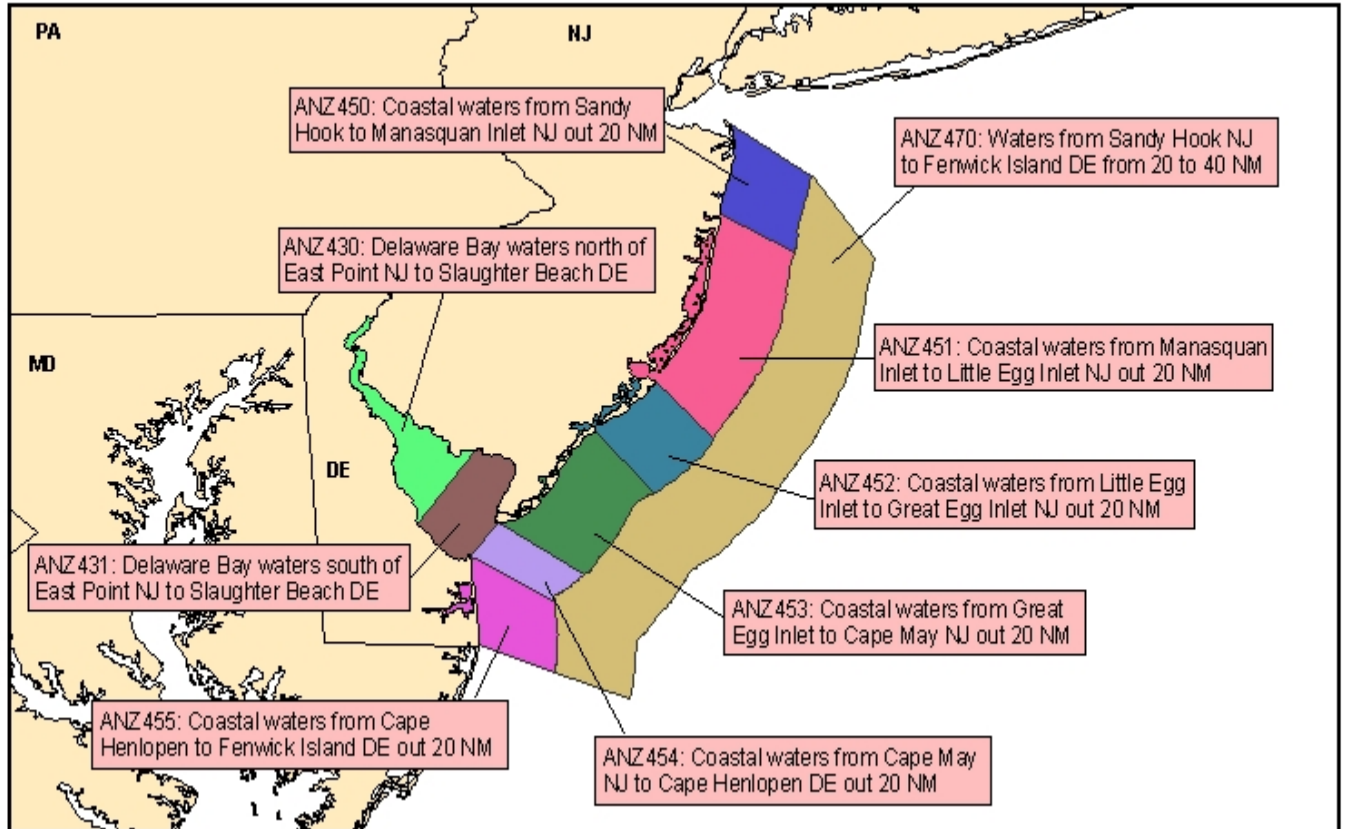 PA
NJ
ANZ450: Coastal waters from Sandy
Hook to Manasquan Inlet NJ out 20 NM
ANZ470: Waters from Sandy Hook NJ
to Fenwick Island DE from 20 to 40 NM
ANZ430: Delaware Bay waters north of
East Point NJ to Slaughter Beach DE
MD
ANZ451: Coastal waters from Manasquan
Inlet to Little Egg Inlet NJ out 20 NM
DE
ANZ452: Coastal waters from Little Egg
Inlet to Great Egg Inlet NJ out 20 NM
ANZ431: Delaware Bay waters south of
East Point NJ to Slaughter Beach DE
ANZ453: Coastal waters from Great
Egg Inlet to Cape May NJ out 20 NM
ANZ455: Coastal waters from Cape
Henlopen to Fenwick Island DE out 20 NM
ANZ454: Coastal waters from Cape May
NJ to Cape Henlopen DE out 20 NM